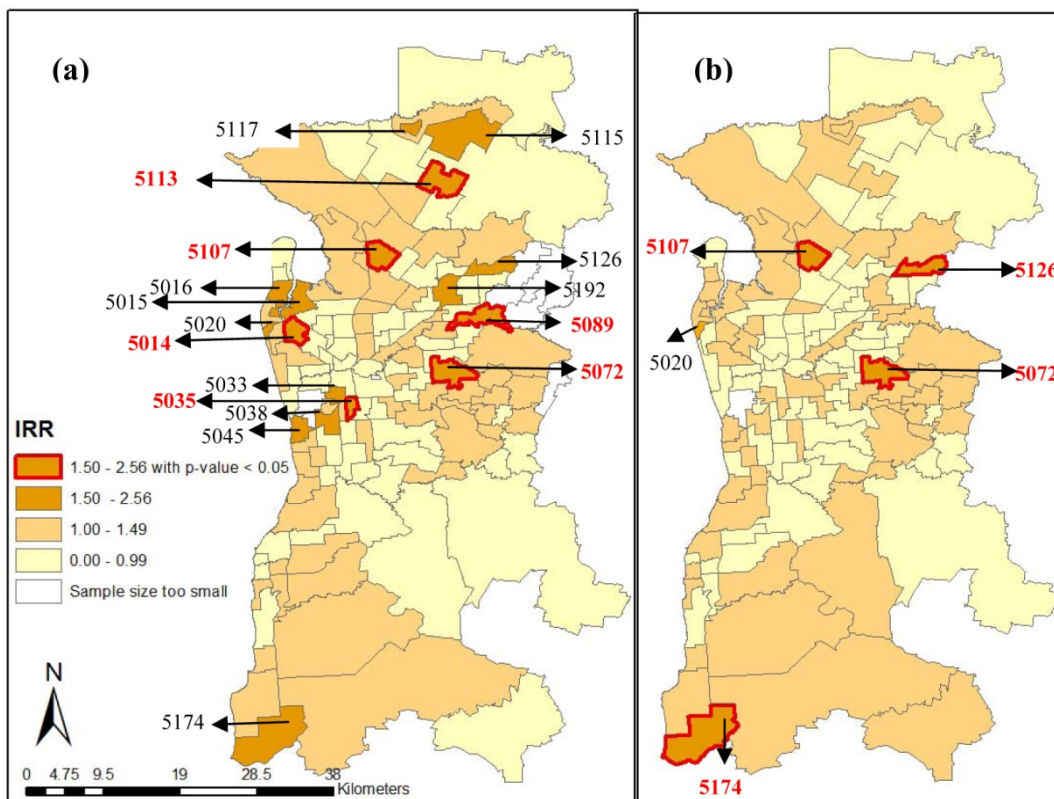 (a)
5117
5115
5113
5107
5126
5016
5192
5015
5020
5089
5014
5072
5033
5035
5038
5045
IRR
1.50 - 2.56 with p-value < 0.05
1.50 - 2.56
1.00 - 1.49
0.00 - 0.99
Sample size too small
N
5174
0 4.75 9.5 19 28.5 38
Kilometers
(b)
5107
5126
5020
5072
5174